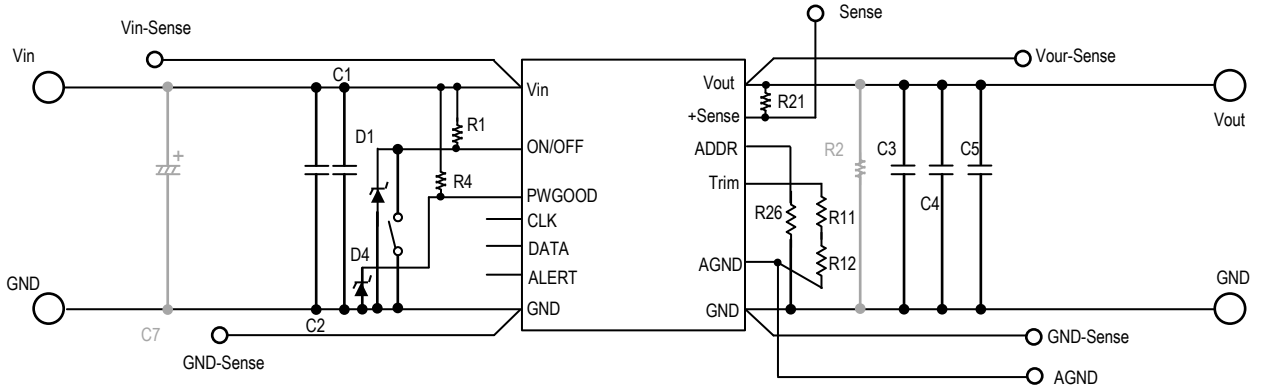 Sense
Vin-Sense
Vour-Sense
Vin
C1
Vin
Vout
R21
Vout
+Sense
R1
D1
ON/OFF
ADDR
R2
C3
C5
R4
Trim
PWGOOD
C4
R26
R11
CLK
DATA
D4
R12
AGND
ALERT
GND
GND
GND
GND
C7
C2
GND-Sense
GND-Sense
AGND